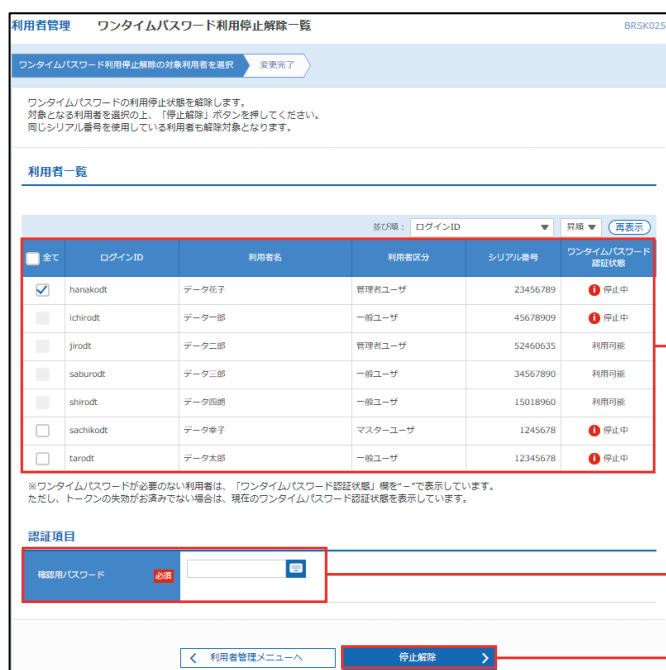 利用者管理 ワンタイムパスワード利用停止解除一覧 BRSK025
ワンタイムパスワード利用停止解除の対象利用者を選択 変更完了
ワンタイムパスワードの利用停止状態を解除します。
対象となる利用者を選択の上、「停止解除」ボタンを押してください。
同じシリアル番号を使用している利用者も解除対象となります。
利用者一覧
並び順： ログインID 昇順 再表示
全て ログインID 利用者名 利用者区分 シリアル番号 ワンタイムパスワード
認証状態
hanakodt データ花子 管理者ユーザ 23456789 停止中
ichirodt データ一郎 一般ユーザ 45678909 停止中
jirodt データ二郎 管理者ユーザ 52460635 利用可能
saburodt データ三郎 一般ユーザ 34567890 利用可能
shirodt データ四朗 一般ユーザ 15018960 利用可能
sachikodt データ幸子 マスターユーザ 1245678 停止中
tarodt データ太郎 一般ユーザ 12345678 停止中
※ワンタイムパスワードが必要のない利用者は、「ワンタイムパスワード認証状態」欄を"－"で表示しています。
ただし、トークンの失効がお済みでない場合は、現在のワンタイムパスワード認証状態を表示しています。
認証項目
確認用パスワード 必須
利用者管理メニューへ 停止解除